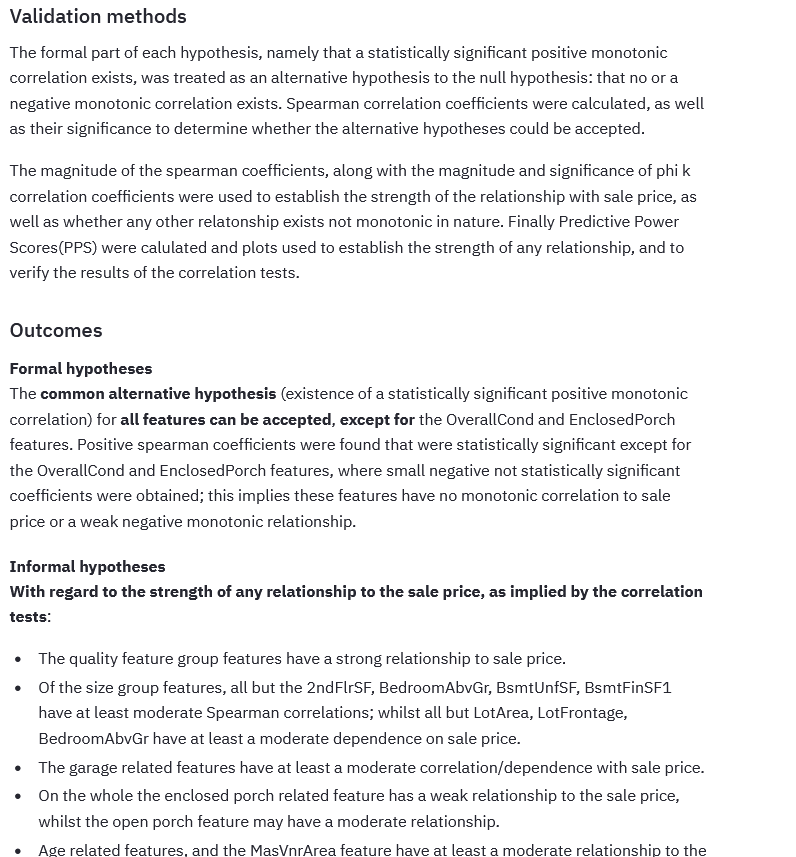 Validation methods
The formal part of each hypothesis, namely that a statistically significant positive monotonic
correlation exists, was treated as an alternative hypothesis to the null hypothesis: that no or a
negative monotonic correlation exists. Spearman correlation coefficients were calculated, as well
as their significance to determine whether the alternative hypotheses could be accepted.
The magnitude of the spearman coefficients, along with the magnitude and significance of phi k
correlation coefficients were used to establish the strength of the relationship with sale price, as
well as whether any other relatonship exists not monotonic in nature. Finally Predictive Power
Scores(PPS) were calulated and plots used to establish the strength of any relationship, and to
verify the results of the correlation tests.
Outcomes
Formal hypotheses
The common alternative hypothesis (existence of a statistically significant positive monotonic
correlation) for all features can be accepted, except for the OverallCond and EnclosedPorch
features. Positive spearman coefficients were found that were statistically significant except for
the OverallCond and EnclosedPorch features, where small negative not statistically significant
coefficients were obtained; this implies these features have no monotonic correlation to sale
price or a weak negative monotonic relationship.
Informal hypotheses
With regard to the strength of any relationship to the sale price, as implied by the correlation
tests:
• The quality feature group features have a strong relationship to sale price.
• Of the size group features, all but the 2ndFlrSF, BedroomAbvGr, BsmtUnfSF, BsmtFinSF1
have at least moderate Spearman correlations; whilst all but LotArea, LotFrontage,
BedroomAbvGr have at least a moderate dependence on sale price.
• The garage related features have at least a moderate correlation/dependence with sale price.
• On the whole the enclosed porch related feature has a weak relationship to the sale price,
whilst the open porch feature may have a moderate relationship.
• Age related features, and the MasVnrArea feature have at least a moderate relationship to the